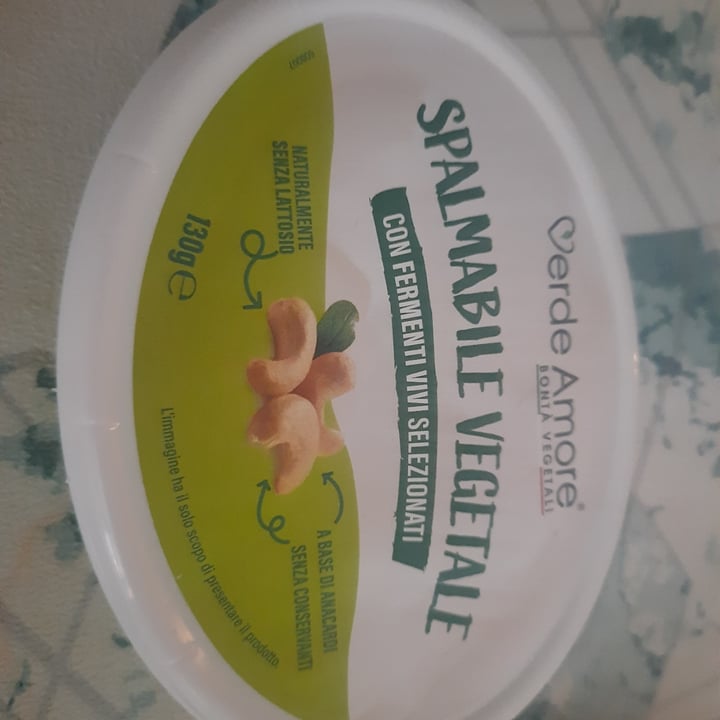 Verde Amore®
BONTÀ VEGETALI
SPALMABILE VEGETALE
CON FERMENTI VIVI SELEZIONATI
NATURALMENTE
SENZA LATTOSIO
130g ℮
A BASE DI ANACARDI
SENZA CONSERVANTI
L'immagine ha il solo scopo di presentare il prodotto.